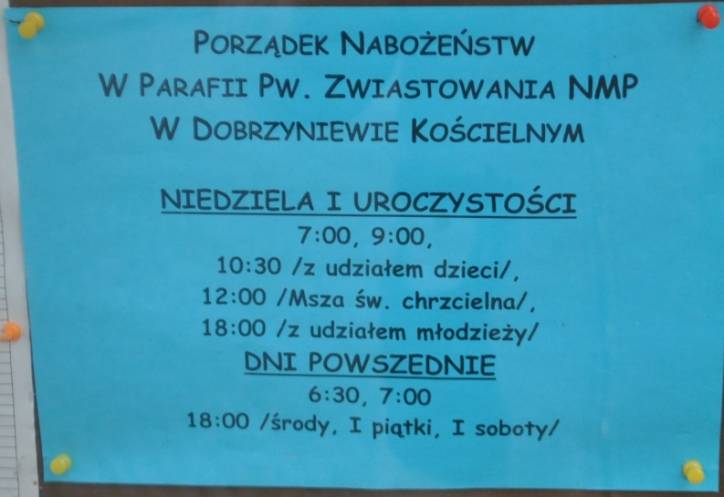 PORZĄDEK NABOŻEŃSTW
W PARAFII PW. ZWIASTOWANIA NMP
W DOBRZYNIEWIE KOŚCIELNYM
NIEDZIELA I UROCZYSTOŚCI
7:00, 9:00,
10:30 /z udziałem dzieci/,
12:00 /Msza św. chrzcielna/,
18:00 /z udziałem młodzieży/
DNI POWSZEDNIE
6:30, 7:00
18:00 /środy, I piątki, I soboty/